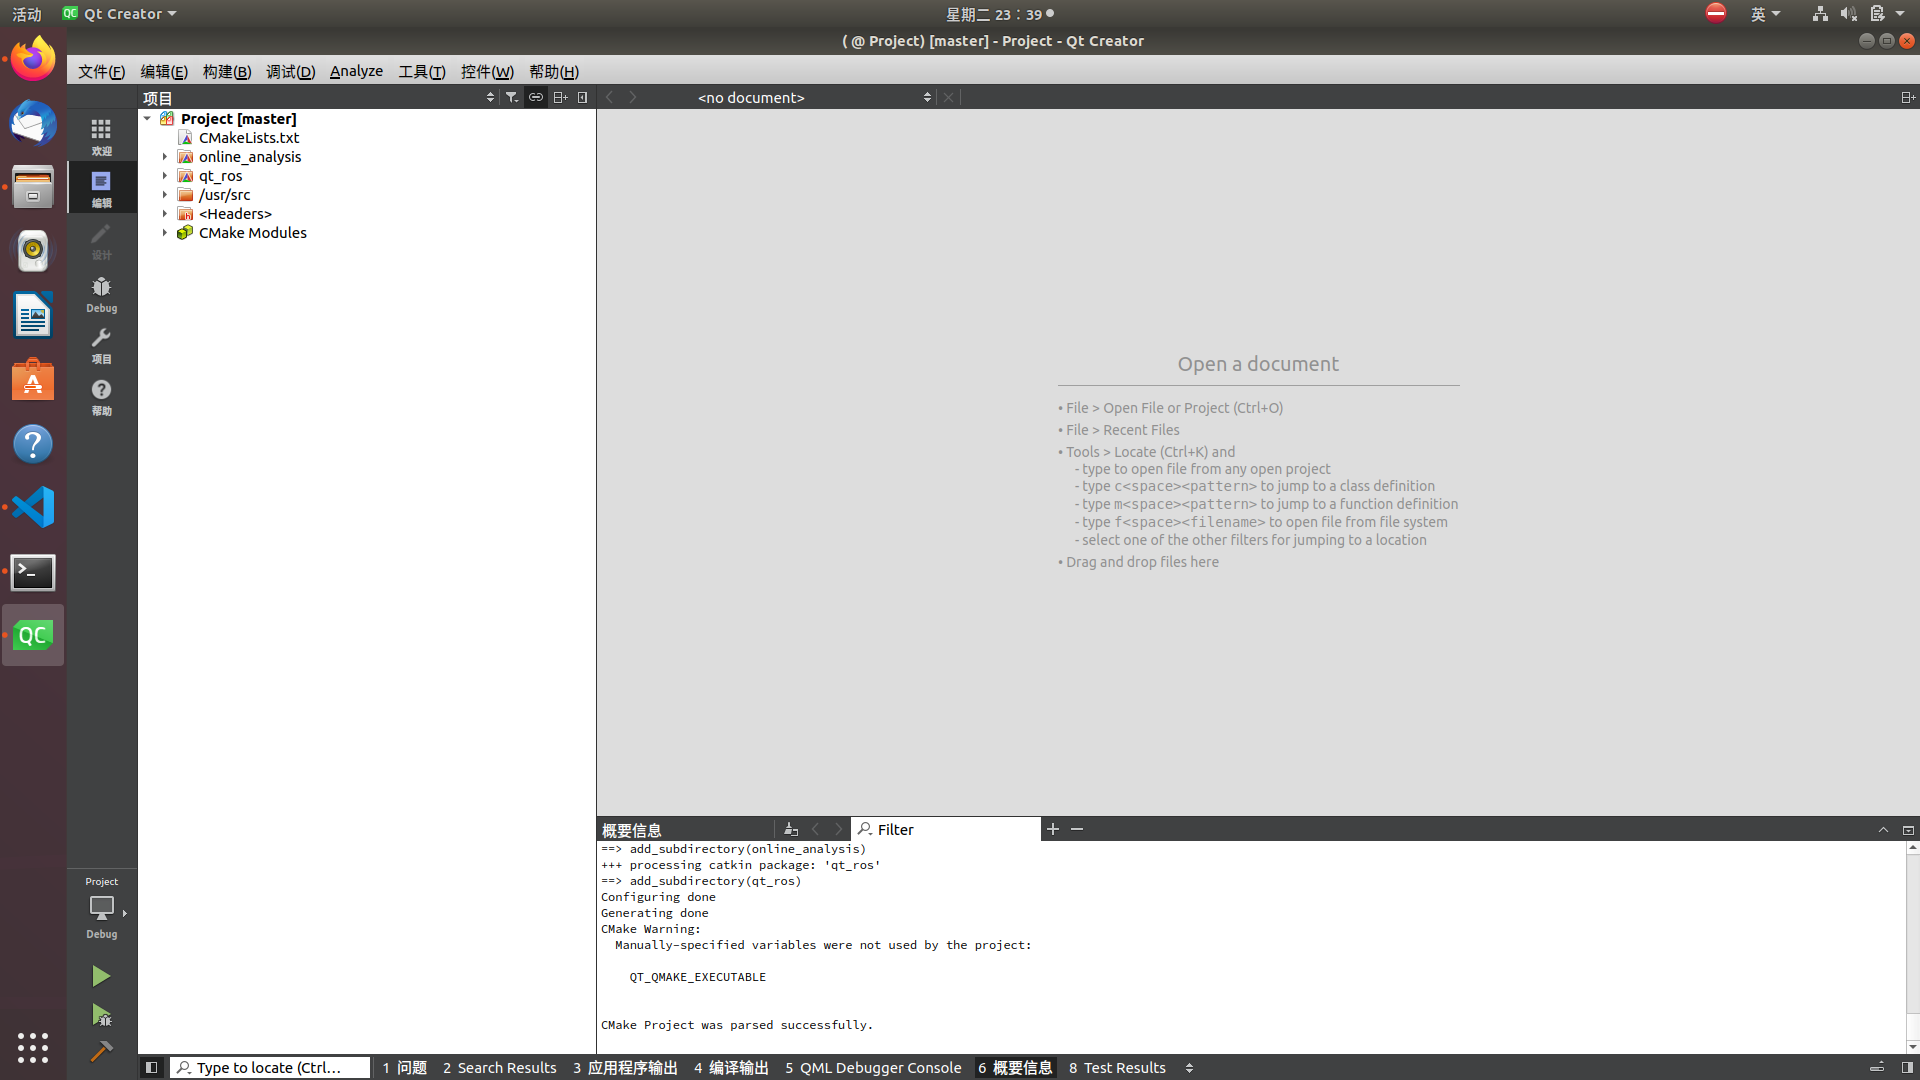 活动 Qt Creator 星期二 23：39 英
( @ Project) [master] - Project - Qt Creator
文件(F) 编辑(E) 构建(B) 调试(D) Analyze 工具(T) 控件(W) 帮助(H)
项目 <no document>
欢迎
编辑
设计
Debug
项目
帮助
Project [master]
CMakeLists.txt
online_analysis
qt_ros
/usr/src
<Headers>
CMake Modules
Open a document
• File > Open File or Project (Ctrl+O)
• File > Recent Files
• Tools > Locate (Ctrl+K) and
- type to open file from any open project
- type c<space><pattern> to jump to a class definition
- type m<space><pattern> to jump to a function definition
- type f<space><filename> to open file from file system
- select one of the other filters for jumping to a location
• Drag and drop files here
概要信息 Filter
==> add_subdirectory(online_analysis)
+++ processing catkin package: 'qt_ros'
==> add_subdirectory(qt_ros)
Configuring done
Generating done
CMake Warning:
Manually-specified variables were not used by the project:
QT_QMAKE_EXECUTABLE
CMake Project was parsed successfully.
Project
Debug
QC
Type to locate (Ctrl... 1 问题 2 Search Results 3 应用程序输出 4 编译输出 5 QML Debugger Console 6 概要信息 8 Test Results